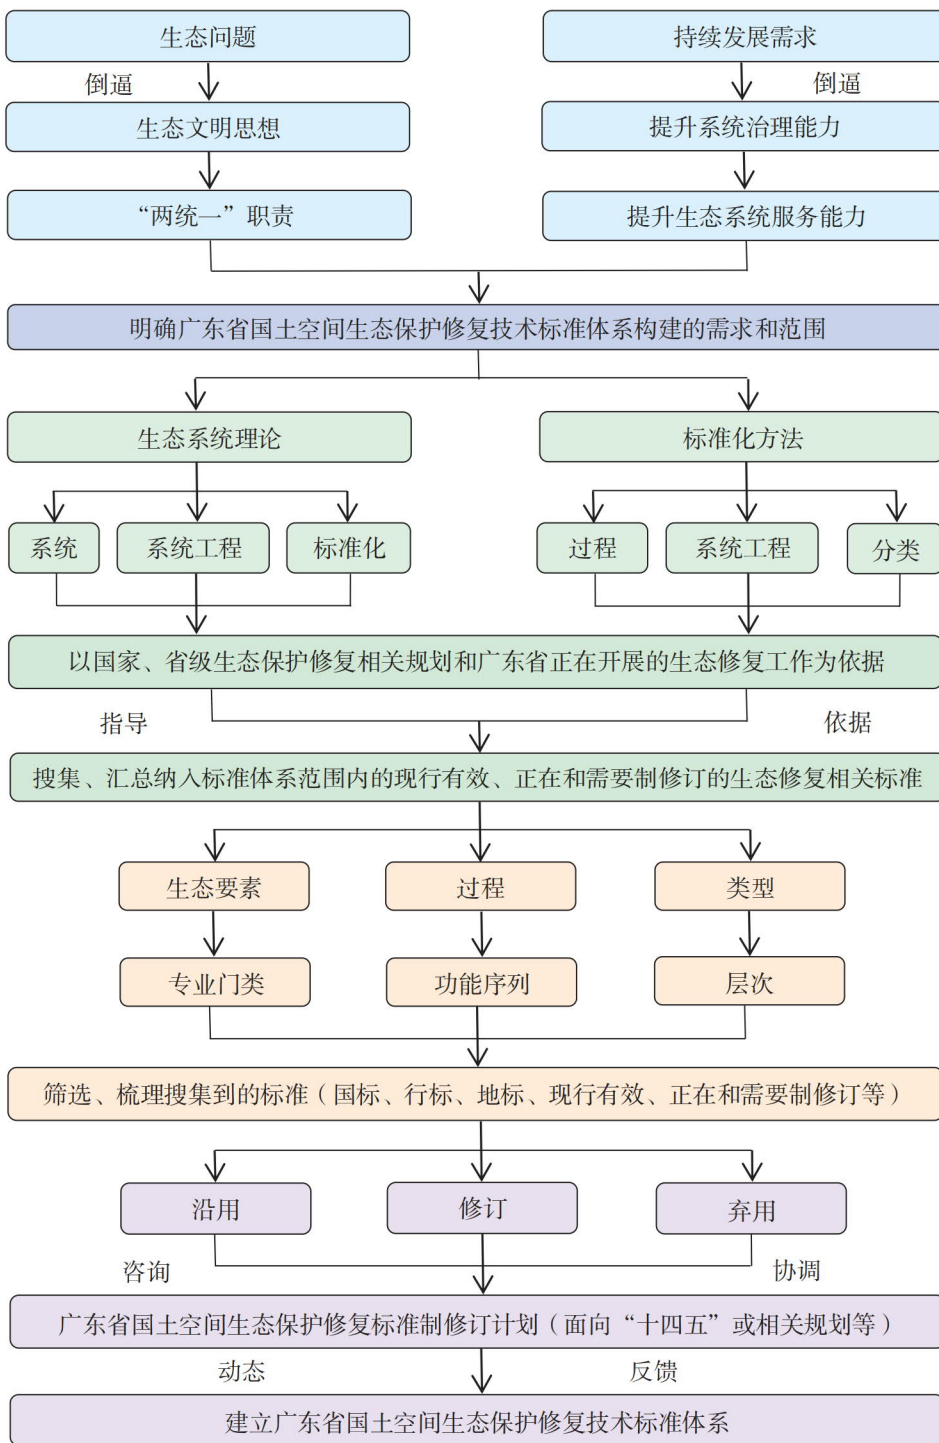 生态问题
持续发展需求
倒逼
倒逼
生态文明思想
提升系统治理能力
“两统一”职责
提升生态系统服务能力
明确广东省国土空间生态保护修复技术标准体系构建的需求和范围
生态系统理论
标准化方法
系统
系统工程
标准化
过程
系统工程
分类
以国家、省级生态保护修复相关规划和广东省正在开展的生态修复工作为依据
指导
依据
搜集、汇总纳入标准体系范围内的现行有效、正在和需要制修订的生态修复相关标准
生态要素
过程
类型
专业门类
功能序列
层次
筛选、梳理搜集到的标准（国标、行标、地标、现行有效、正在和需要制修订等）
沿用
修订
弃用
咨询
协调
广东省国土空间生态保护修复标准制修订计划（面向“十四五”或相关规划等）
动态
反馈
建立广东省国土空间生态保护修复技术标准体系